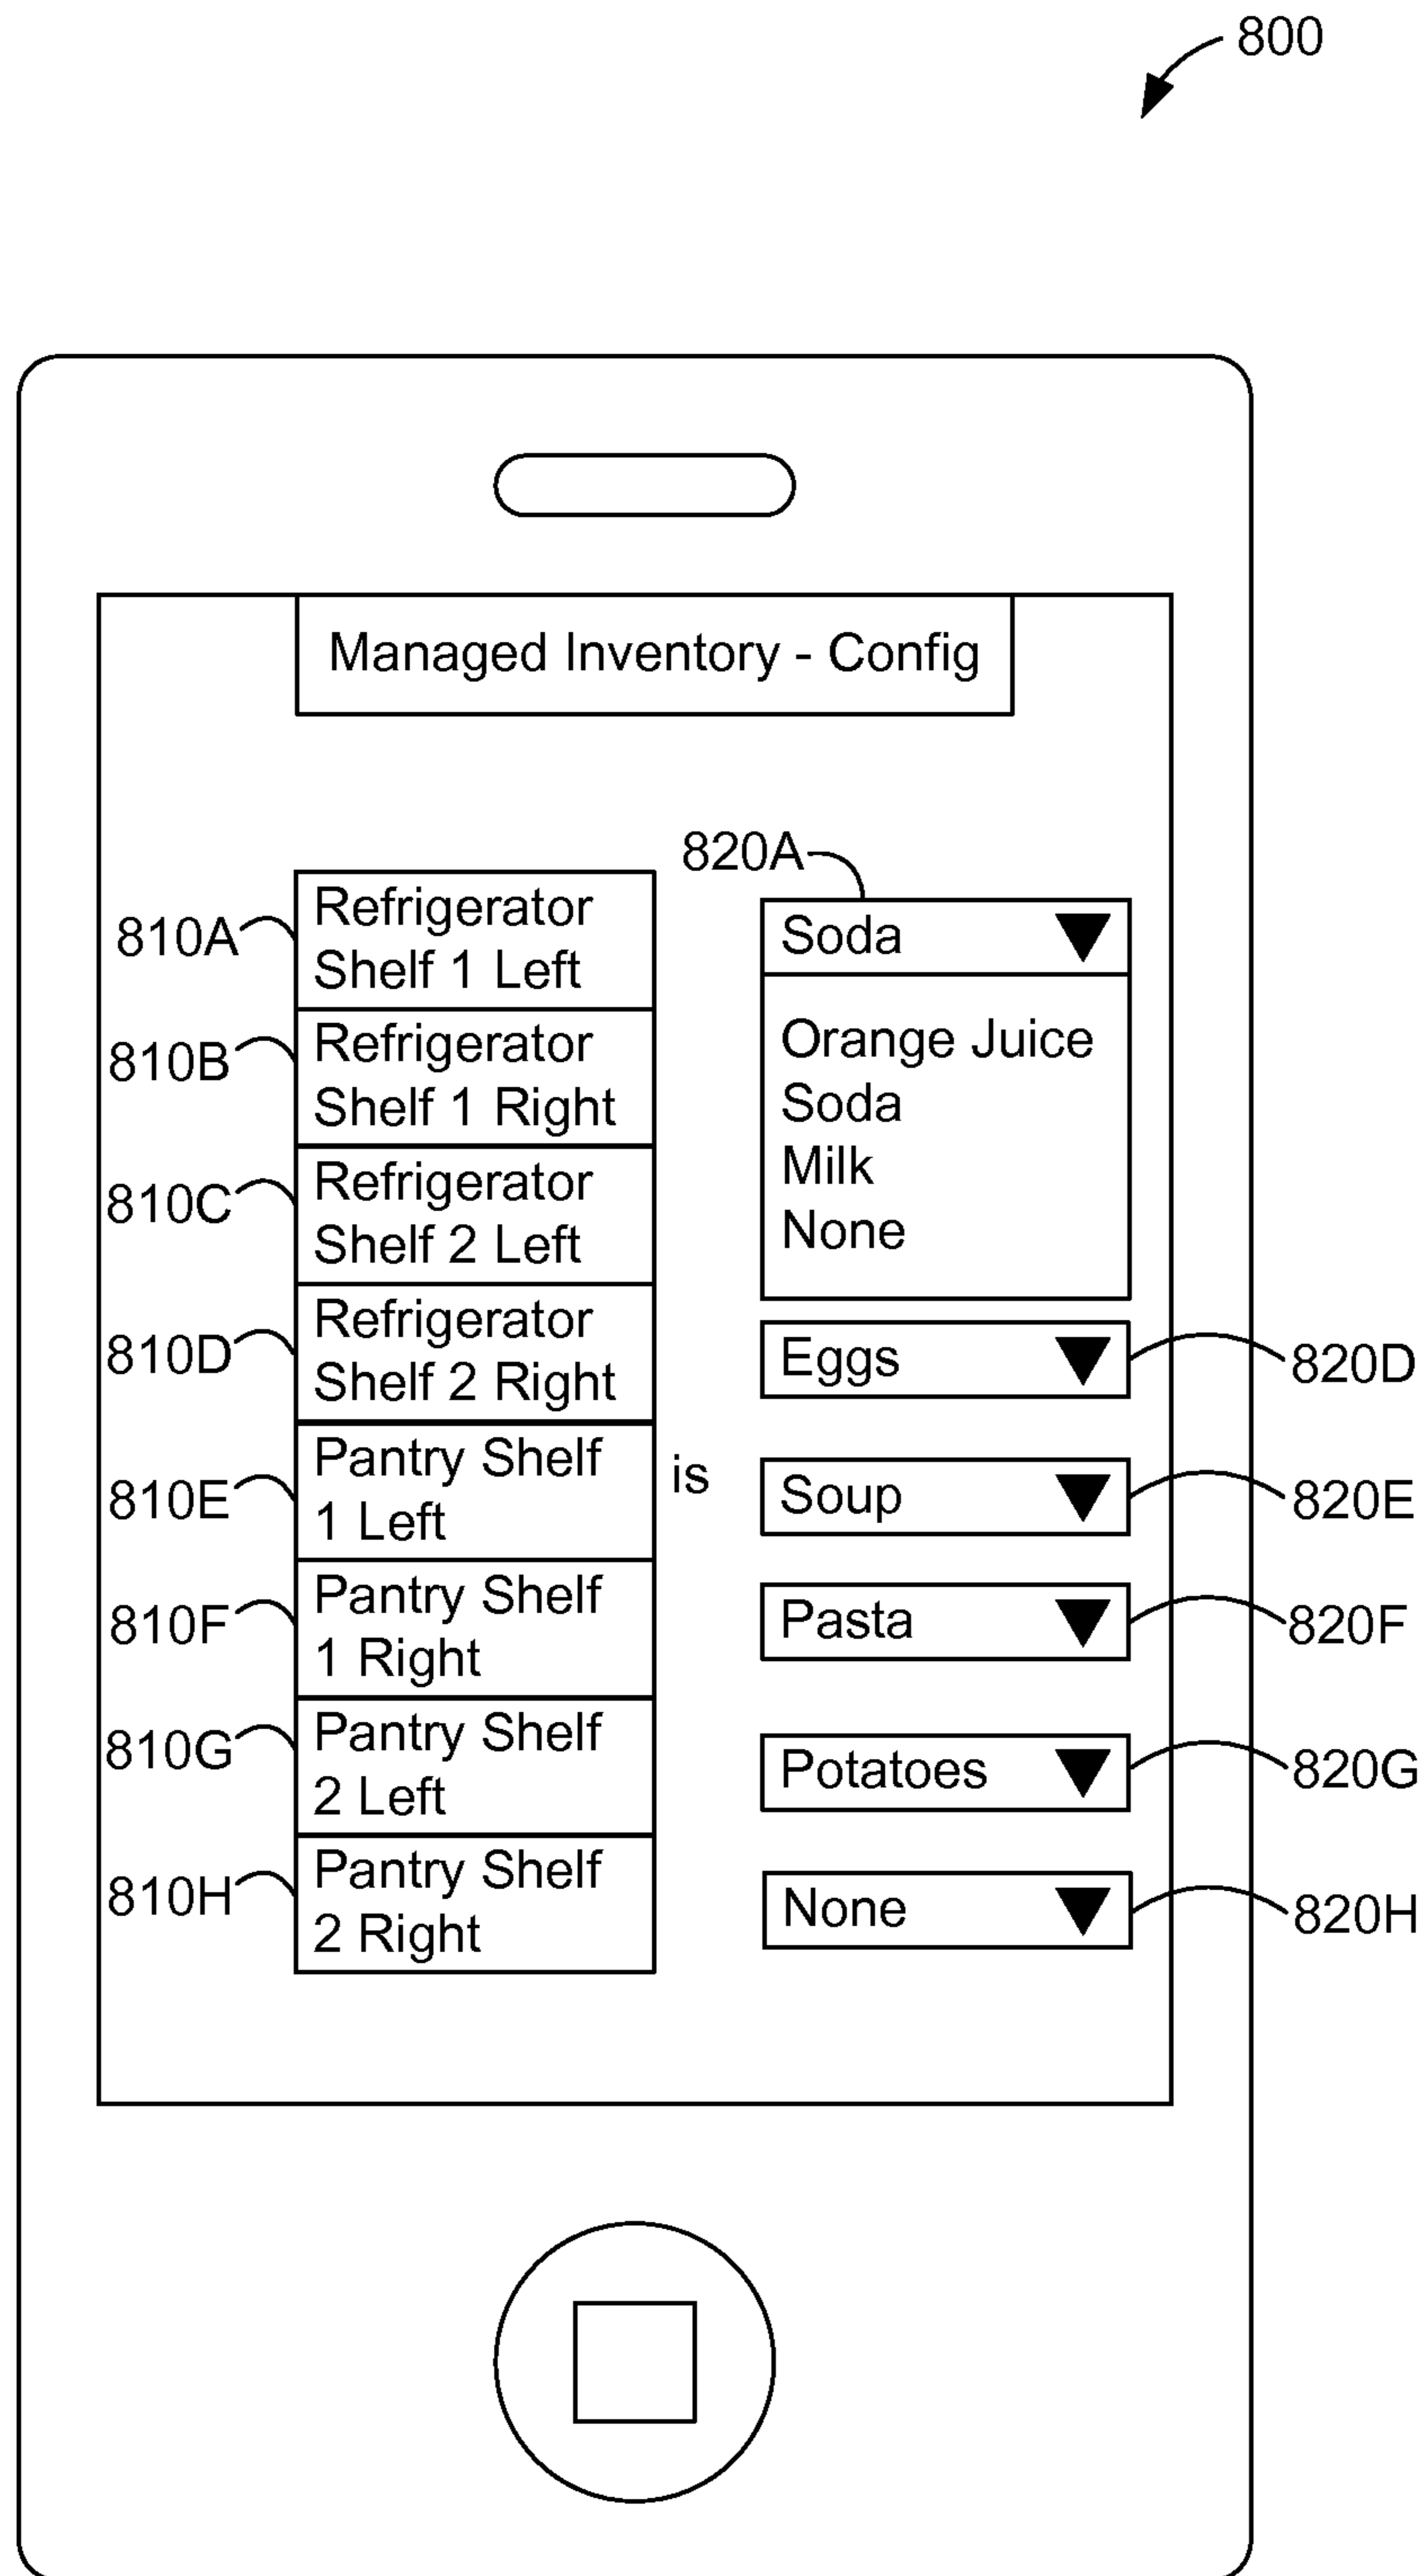 800
Managed Inventory - Config
820A
810A
Refrigerator
Shelf 1 Left
Soda
810B
Refrigerator
Shelf 1 Right
Orange Juice
Soda
Milk
None
810C
Refrigerator
Shelf 2 Left
810D
Refrigerator
Shelf 2 Right
Eggs
820D
810E
Pantry Shelf
1 Left
is
Soup
820E
810F
Pantry Shelf
1 Right
Pasta
820F
810G
Pantry Shelf
2 Left
Potatoes
820G
810H
Pantry Shelf
2 Right
None
820H